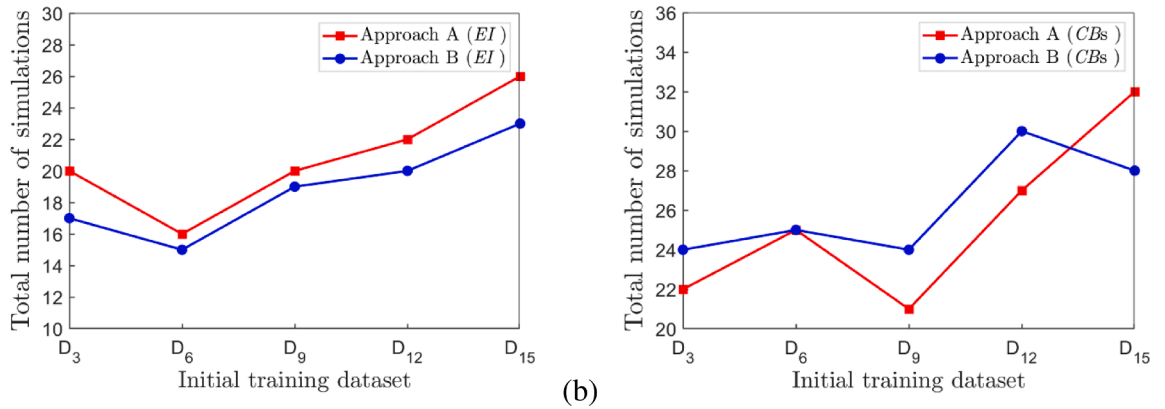 30
28
26
24
22
20
18
16
14
12
10
Total number of simulations
Approach A (EI )
Approach B (EI )
D3
D6
D9
D12
D15
Initial training dataset
(b)
36
34
32
30
28
26
24
22
20
Total number of simulations
Approach A (CBs )
Approach B (CBs )
D3
D6
D9
D12
D15
Initial training dataset